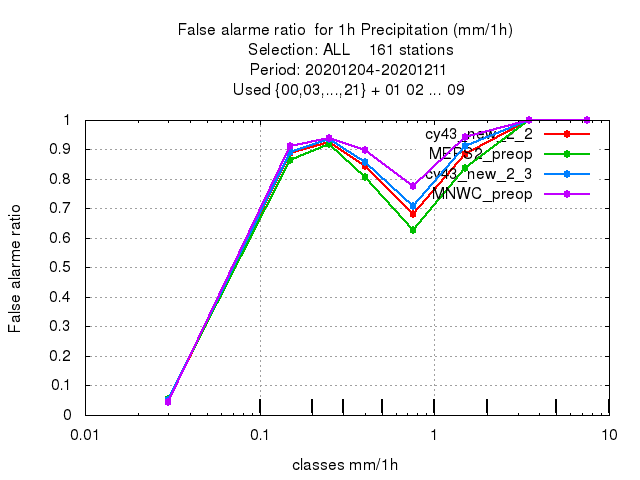 False alarme ratio  for 1h Precipitation (mm/1h)
Selection: ALL    161 stations
Period: 20201204-20201211
Used {00,03,...,21} + 01 02 ... 09
1
0.9
0.8
0.7
0.6
0.5
0.4
0.3
0.2
0.1
0
False alarme ratio
cy43_new_2_2
MEPS2_preop
cy43_new_2_3
MNWC_preop
0.01
0.1
1
10
classes mm/1h